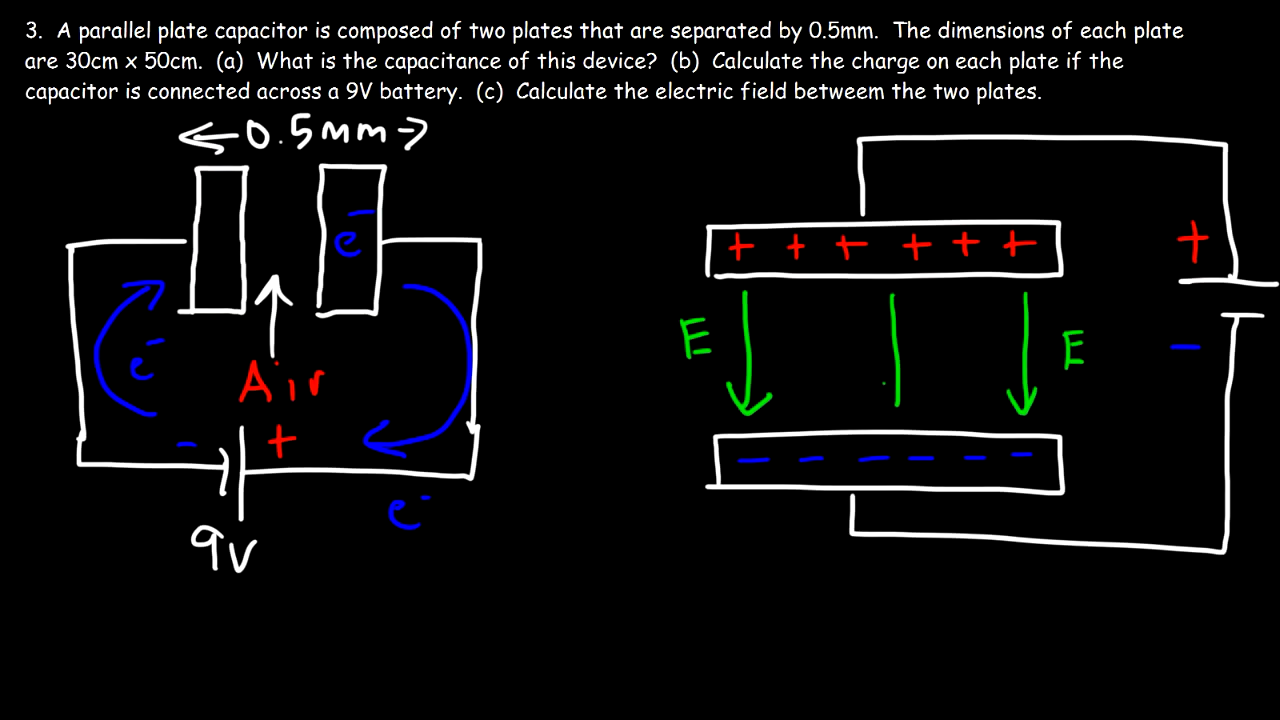 3. A parallel plate capacitor is composed of two plates that are separated by 0.5mm. The dimensions of each plate
are 30cm x 50cm. (a) What is the capacitance of this device? (b) Calculate the charge on each plate if the
capacitor is connected across a 9V battery. (c) Calculate the electric field betweem the two plates.
0.5mm
e⁻
+ + + + + +
+
E
E
e⁻
Air
-
- +
- - - - - -
e⁻
9V